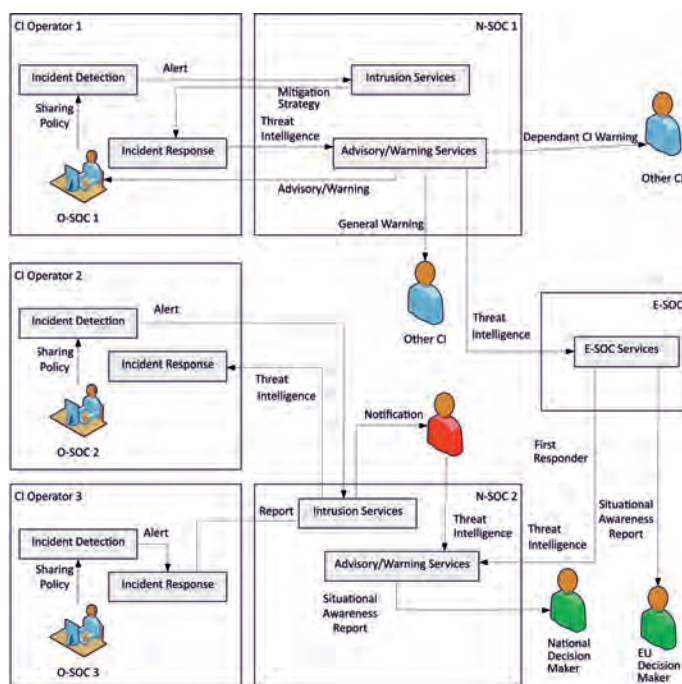 CI Operator 1
N-SOC 1
Incident Detection
Alert
Intrusion Services
Sharing
Policy
Mitigation
Strategy
Threat
Intelligence
Incident Response
Advisory/Warning Services
Dependant CI Warning
O-SOC 1
Advisory/Warning
Other CI
General Warning
CI Operator 2
Other CI
Incident Detection
Alert
Sharing
Policy
Incident Response
Threat
Intelligence
E-SOC
E-SOC Services
Threat
Intelligence
Notification
O-SOC 2
First
Responder
CI Operator 3
N-SOC 2
Report
Intrusion Services
Incident Detection
Alert
Sharing
Policy
Incident Response
Threat
Intelligence
Threat
Intelligence
Situational
Awareness
Report
Advisory/Warning Services
Situational Awareness
Report
O-SOC 3
National
Decision
Maker
EU
Decision
Maker